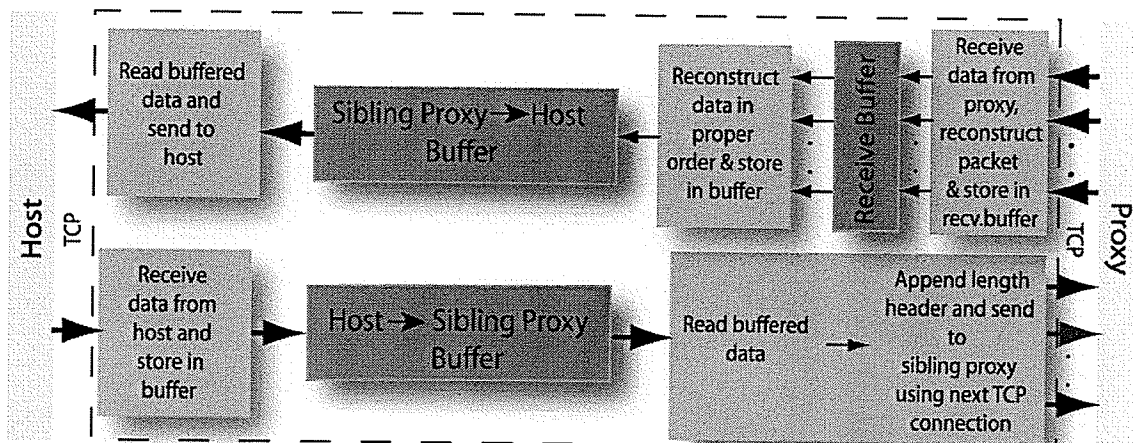 Host
TCP
Read buffered
data and
send to
host
Sibling Proxy → Host
Buffer
Reconstruct
data in
proper
order & store
in buffer
Receive Buffer
Receive
data from
proxy,
reconstruct
packet
& store in
recv.buffer
TCP
Proxy
Receive
data from
host and
store in
buffer
Host → Sibling Proxy
Buffer
Read buffered
data
Append length
header and send
to
sibling proxy
using next TCP
connection